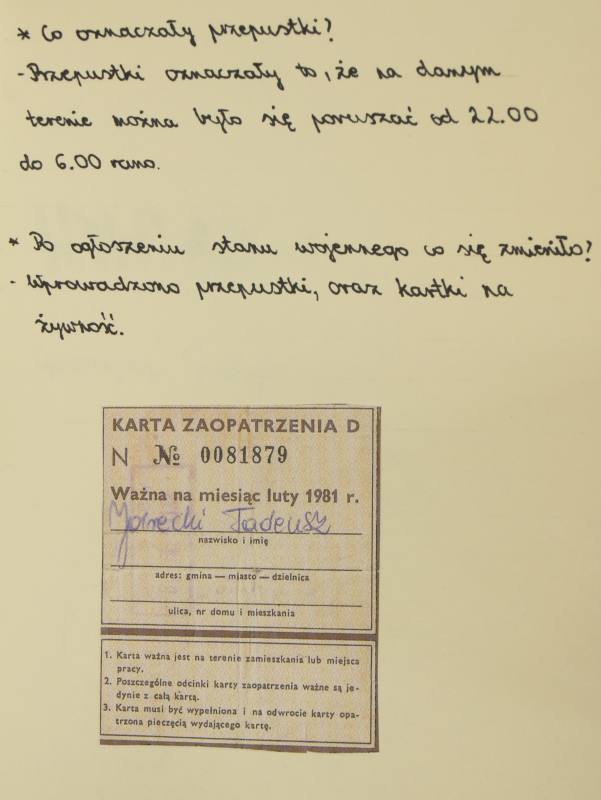 * Co oznaczały przepustki?
- Przepustki oznaczały to, że na danym
terenie można było się poruszać od 22.00
do 6.00 rano.
* Po ogłoszeniu stanu wojennego co się zmieniło?
- Wprowadzono przepustki, oraz kartki na
żywność.
KARTA ZAOPATRZENIA D
N № 0081879
Ważna na miesiąc luty 1981 r.
Tadeusz
nazwisko i imię
adres: gmina — miasto — dzielnica
ulica, nr domu i mieszkania
1. Karta ważna jest na terenie zamieszkania lub miejsca
pracy.
2. Poszczególne odcinki karty zaopatrzenia ważne są je-
dynie z całą kartą.
3. Karta musi być wypełniona i na odwrocie karty opa-
trzona pieczęcią wydającego kartę.